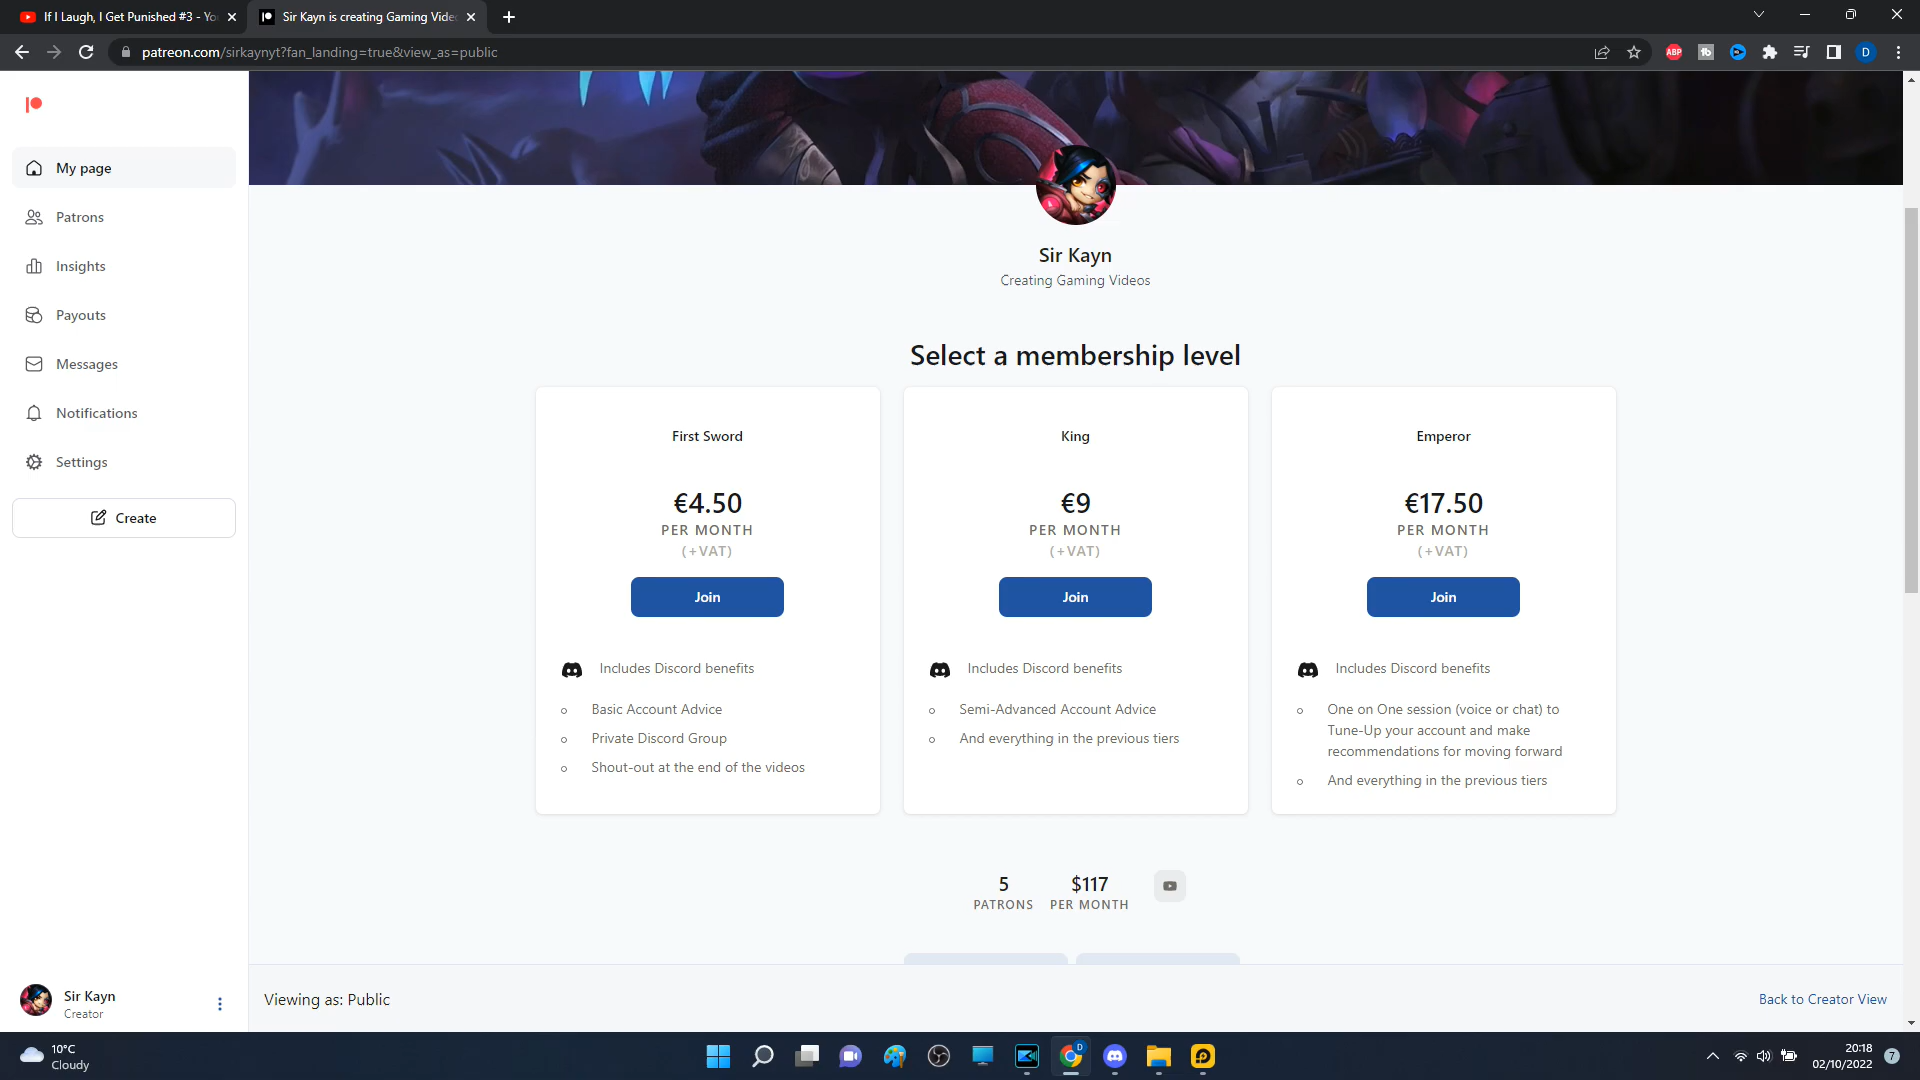 If I Laugh, I Get Punished #3 - Yo
Sir Kayn is creating Gaming Vide
patreon.com/sirkaynyt?fan_landing=true&view_as=public
ABP
tb
D
My page
Patrons
Insights
Payouts
Messages
Notifications
Settings
Create
Sir Kayn
Creating Gaming Videos
Select a membership level
First Sword
€4.50
PER MONTH
(+VAT)
Join
Includes Discord benefits
Basic Account Advice
Private Discord Group
Shout-out at the end of the videos
King
€9
PER MONTH
(+VAT)
Join
Includes Discord benefits
Semi-Advanced Account Advice
And everything in the previous tiers
Emperor
€17.50
PER MONTH
(+VAT)
Join
Includes Discord benefits
One on One session (voice or chat) to
Tune-Up your account and make
recommendations for moving forward
And everything in the previous tiers
5
PATRONS
$117
PER MONTH
Sir Kayn
Creator
Viewing as: Public
Back to Creator View
10°C
Cloudy
D
20:18
02/10/2022
7